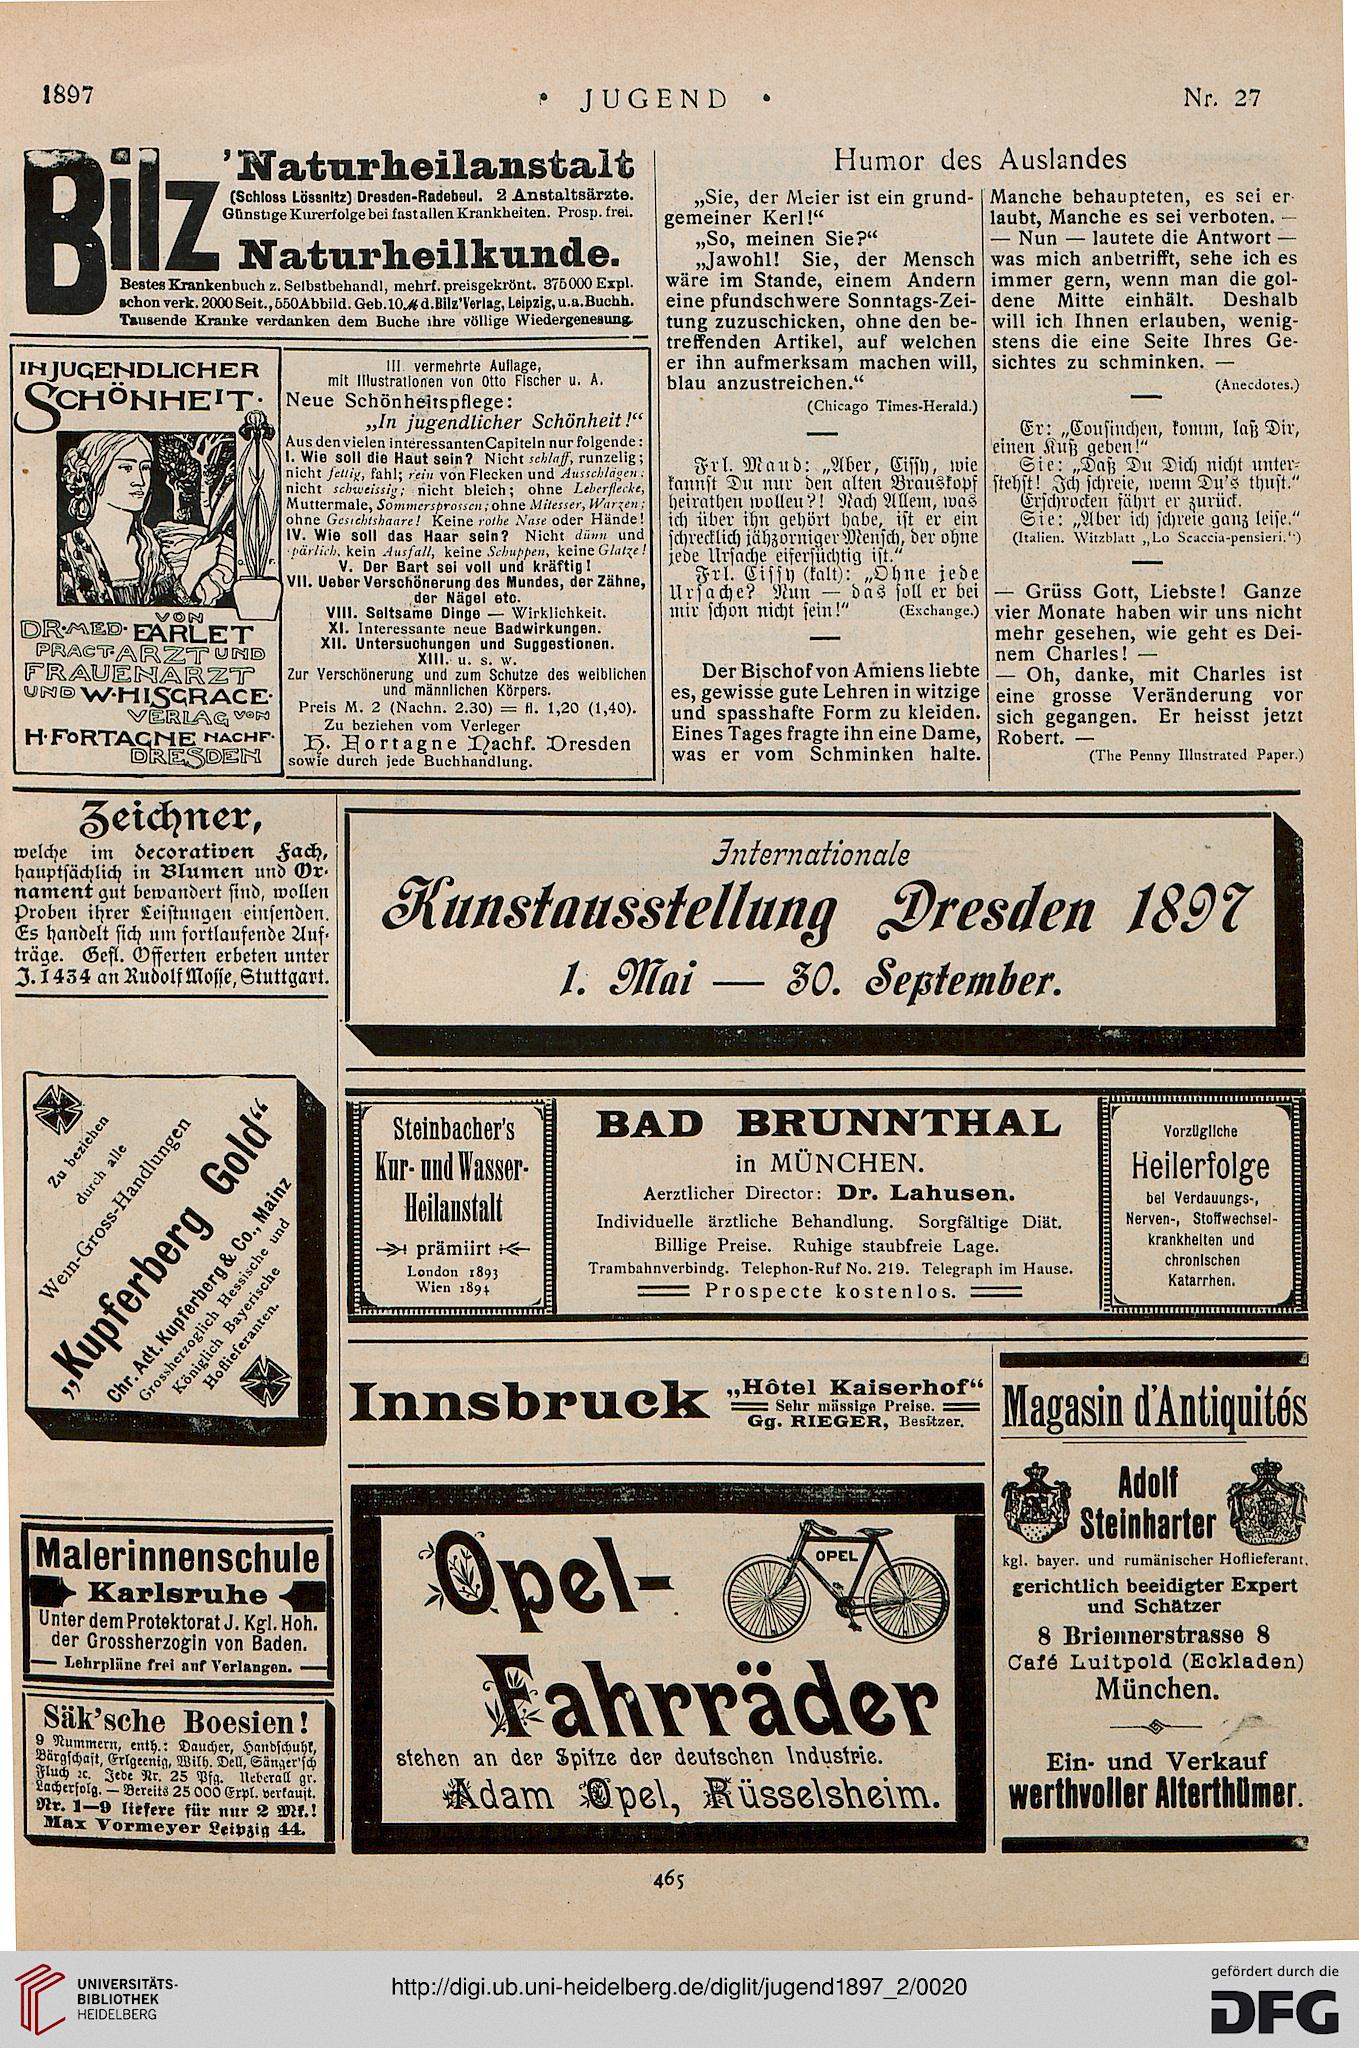 1897
• JUGEND •
Nr. 27
Bilz'
Naturheilanstalt
(Schloss Lössnitz) Dresden-Radebeul. 2 Anstaltsärzte.
Günstige Kurerfolge bei fast allen Krankheiten. Prosp. frei.
Naturheilkunde.
Bestes Krankenbuch z. Selbstbehandl, mehrf. preisgekrönt. 375000 Expl.
schon verk. 2000 Seit., 550 Abbild. Geb. 10 ℳ d. Bilz'Verlag, Leipzig, u. a. Buchh.
Tausende Kranke verdanken dem Buche ihre völlige Wiedergenesung.
IN JUGENDLICHER
SCHÖNHEIT.
VON
DR. MED. EARLET
PRACT. ARZT UND
FRAUENARZT
UND W. HISGRACE.
VERLAG VON
H. FORTAGNE NACHF.
DRESDEN
III vermehrte Auflage,
mit Illustrationen von Otto Fischer u. A.
Neue Schönheitspflege:
„In jugendlicher Schönheit!“
Aus den vielen interessanten Capiteln nur folgende:
I. Wie soll die Haut sein? Nicht schlaff, runzelig;
nicht fettig, fahl; rein von Flecken und Ausschlägen;
nicht schweissig; nicht bleich; ohne Leberflecke,
Muttermale, Sommersprossen; ohne Mitesser, Warzen;
ohne Gesichtshaare! Keine rothe Nase oder Hände!
IV. Wie soll das Haar sein? Nicht dünn und
spärlich, kein Ausfall, keine Schuppen, keine Glatze!
V. Der Bart sei voll und kräftig!
VII. Ueber Verschönerung des Mundes, der Zähne,
der Nägel etc.
VIII. Seltsame Dinge — Wirklichkeit.
XI. Interessante neue Badwirkungen.
XII. Untersuchungen und Suggestionen.
XIII. u. s. w.
Zur Verschönerung und zum Schutze des weiblichen
und männlichen Körpers.
Preis M. 2 (Nachn. 2.30) = fl. 1,20 (1,40).
Zu beziehen vom Verleger
H. Fortagne Nachf. Dresden
sowie durch jede Buchhandlung.
Humor des Auslandes
„Sie, der Meier ist ein grund-
gemeiner Kerl!“
„So, meinen Sie?“
„Jawohl! Sie, der Mensch
wäre im Stande, einem Andern
eine pfundschwere Sonntags-Zei-
tung zuzuschicken, ohne den be-
treffenden Artikel, auf welchen
er ihn aufmerksam machen will,
blau anzustreichen.“
(Chicago Times-Herald.)
Frl. Maud: „Aber, Cissy, wie
kannst Du nur den alten Brauskopf
heirathen wollen?! Nach Allem, was
ich über ihn gehört habe, ist er ein
schrecklich jähzorniger Mensch, der ohne
jede Ursache eifersüchtig ist.“
Frl. Cissy (kalt): „Ohne jede
Ursache? Nun — das soll er bei
mir schon nicht sein!“ (Exchange.)
Der Bischof von Amiens liebte
es, gewisse gute Lehren in witzige
und spasshafte Form zu kleiden.
Eines Tages fragte ihn eine Dame,
was er vom Schminken halte.
Manche behaupteten, es sei er-
laubt, Manche es sei verboten. —
— Nun — lautete die Antwort —
was mich anbetrifft, sehe ich es
immer gern, wenn man die gol-
dene Mitte einhält. Deshalb
will ich Ihnen erlauben, wenig-
stens die eine Seite Ihres Ge-
sichtes zu schminken. —
(Anecdotes.)
Er: „Cousinchen, komm, laß Dir,
einen Kuß geben!“
Sie: „Daß Du Dich nicht unter-
stehst! Ich schreie, wenn Du's thust.“
Erschrocken fährt er zurück.
Sie: „Aber ich schreie ganz leise.“
(Italien. Witzblatt „Lo Scaccia-pensieri.“)
— Grüss Gott, Liebste! Ganze
vier Monate haben wir uns nicht
mehr gesehen, wie geht es Dei-
nem Charles! —
— Oh, danke, mit Charles ist
eine grosse Veränderung vor
sich gegangen. Er heisst jetzt
Robert. —
(The Penny Illustrated Paper.)
Zeichner,
welche im decorativen Fach,
hauptsächlich in Blumen und Or-
nament gut bewandert sind, wollen
Proben ihrer Leistungen einsenden.
Es handelt sich um fortlaufende Auf-
träge. Gefl. Offerten erbeten unter
J. 1434 an Rudolf Mosse, Stuttgart.
Internationale
Kunstausstellung Dresden 1897
1. Mai — 30. September.
Zu beziehen
durch alle
Wein-Gross-Handlungen
„Kupferberg Gold“
Chr. Adt. Kupferberg & Co., Mainz
Grossherzoglich Hessische und
Königlich Bayerische
Hoflieferanten.
Steinbacher's
Kur- und Wasser-
Heilanstalt
prämiirt
London 1893
Wien 1894
BAD BRUNNTHAL
in MÜNCHEN.
Aerztlicher Director: Dr. Lahusen.
Individuelle ärztliche Behandlung. Sorgfältige Diät.
Billige Preise. Ruhige staubfreie Lage.
Trambahnverbindg. Telephon-Ruf No. 219. Telegraph im Hause.
Prospecte kostenlos.
Vorzügliche
Heilerfolge
bei Verdauungs-,
Nerven-, Stoffwechsel-
krankheiten und
chronischen
Katarrhen.
Innsbruck
„Hôtel Kaiserhof“
Sehr mässige Preise.
Gg. RIEGER, Besitzer.
Magasin d'Antiquités
Adolf
Steinharter
kgl. bayer. und rumänischer Hoflieferant.
gerichtlich beeidigter Expert
und Schätzer
8 Briennerstrasse 8
Café Luitpold (Eckladen)
München.
Ein- und Verkauf
werthvoller Alterthümer.
Malerinnenschule
Karlsruhe
Unter dem Protektorat J. Kgl. Hoh.
der Grossherzogin von Baden.
Lehrpläne frei auf Verlangen.
Säk'sche Boesien!
9 Nummern, enth.: Daucher, Handschuhk,
Bärgschaft, Erlgeenig, Wilh. Dell, Sänger'sch
Fluch ꝛc. Jede Nr. 25 Pfg. Ueberall gr.
Lacherfolg. — Bereits 25 000 Expl. verkauft.
Nr. 1—9 liefere für nur 2 Mk.!
Max Vormeyer Leipzig 44.
Opel-
OPEL
Fahrräder
stehen an der Spitze der deutschen Industrie.
Adam Opel, Rüsselsheim.
465
UNIVERSITÄTS-
BIBLIOTHEK
HEIDELBERG
http://digi.ub.uni-heidelberg.de/diglit/jugend1897_2/0020
gefördert durch die
DFG